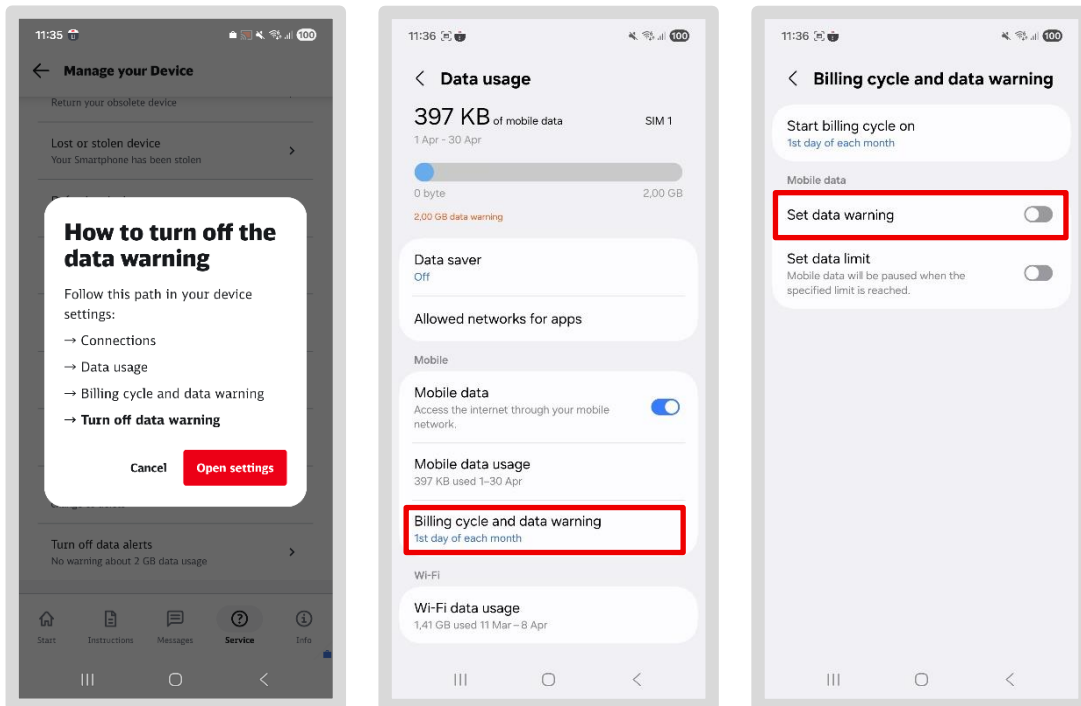 11:35
100
Manage your Device
Return your obsolete device
Lost or stolen device
Your Smartphone has been stolen
How to turn off the
data warning
Follow this path in your device
settings:
→ Connections
→ Data usage
→ Billing cycle and data warning
→ Turn off data warning
Cancel
Open settings
Turn off data alerts
No warning about 2 GB data usage
Start
Instructions
Messages
Service
Info
11:36
100
Data usage
397 KB of mobile data
SIM 1
1 Apr - 30 Apr
0 byte
2,00 GB
2,00 GB data warning
Data saver
Off
Allowed networks for apps
Mobile
Mobile data
Access the internet through your mobile
network.
Mobile data usage
397 KB used 1–30 Apr
Billing cycle and data warning
1st day of each month
Wi-Fi
Wi-Fi data usage
1,41 GB used 11 Mar – 8 Apr
11:36
100
Billing cycle and data warning
Start billing cycle on
1st day of each month
Mobile data
Set data warning
Set data limit
Mobile data will be paused when the
specified limit is reached.